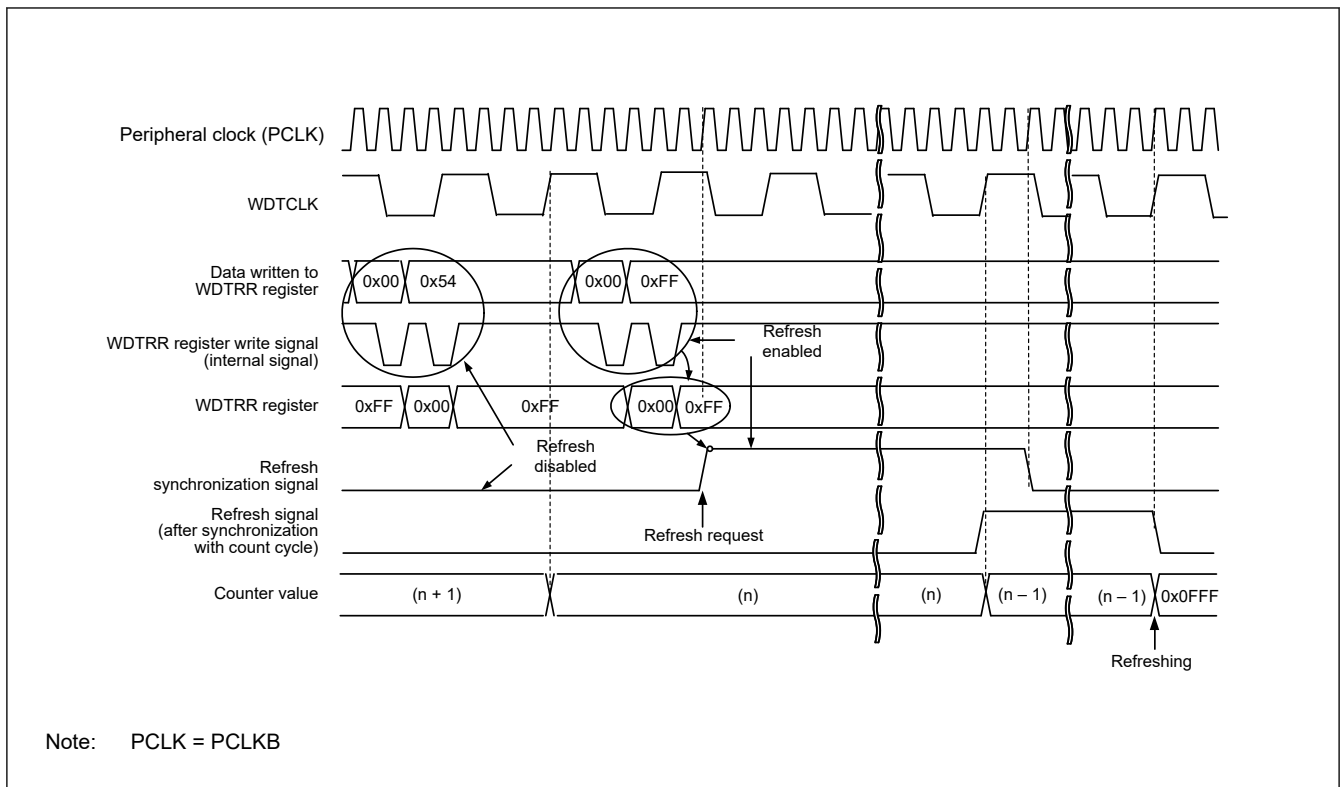 Peripheral clock (PCLK)
WDTCLK
Data written to
WDTRR register
0x00 0x54 0x00 0xFF
WDTRR register write signal
(internal signal)
Refresh
enabled
WDTRR register
0xFF 0x00 0xFF 0x00 0xFF
Refresh
disabled
Refresh
synchronization signal
Refresh request
Refresh signal
(after synchronization
with count cycle)
Counter value
(n + 1) (n) (n) (n – 1) (n – 1) 0x0FFF
Refreshing
Note: PCLK = PCLKB